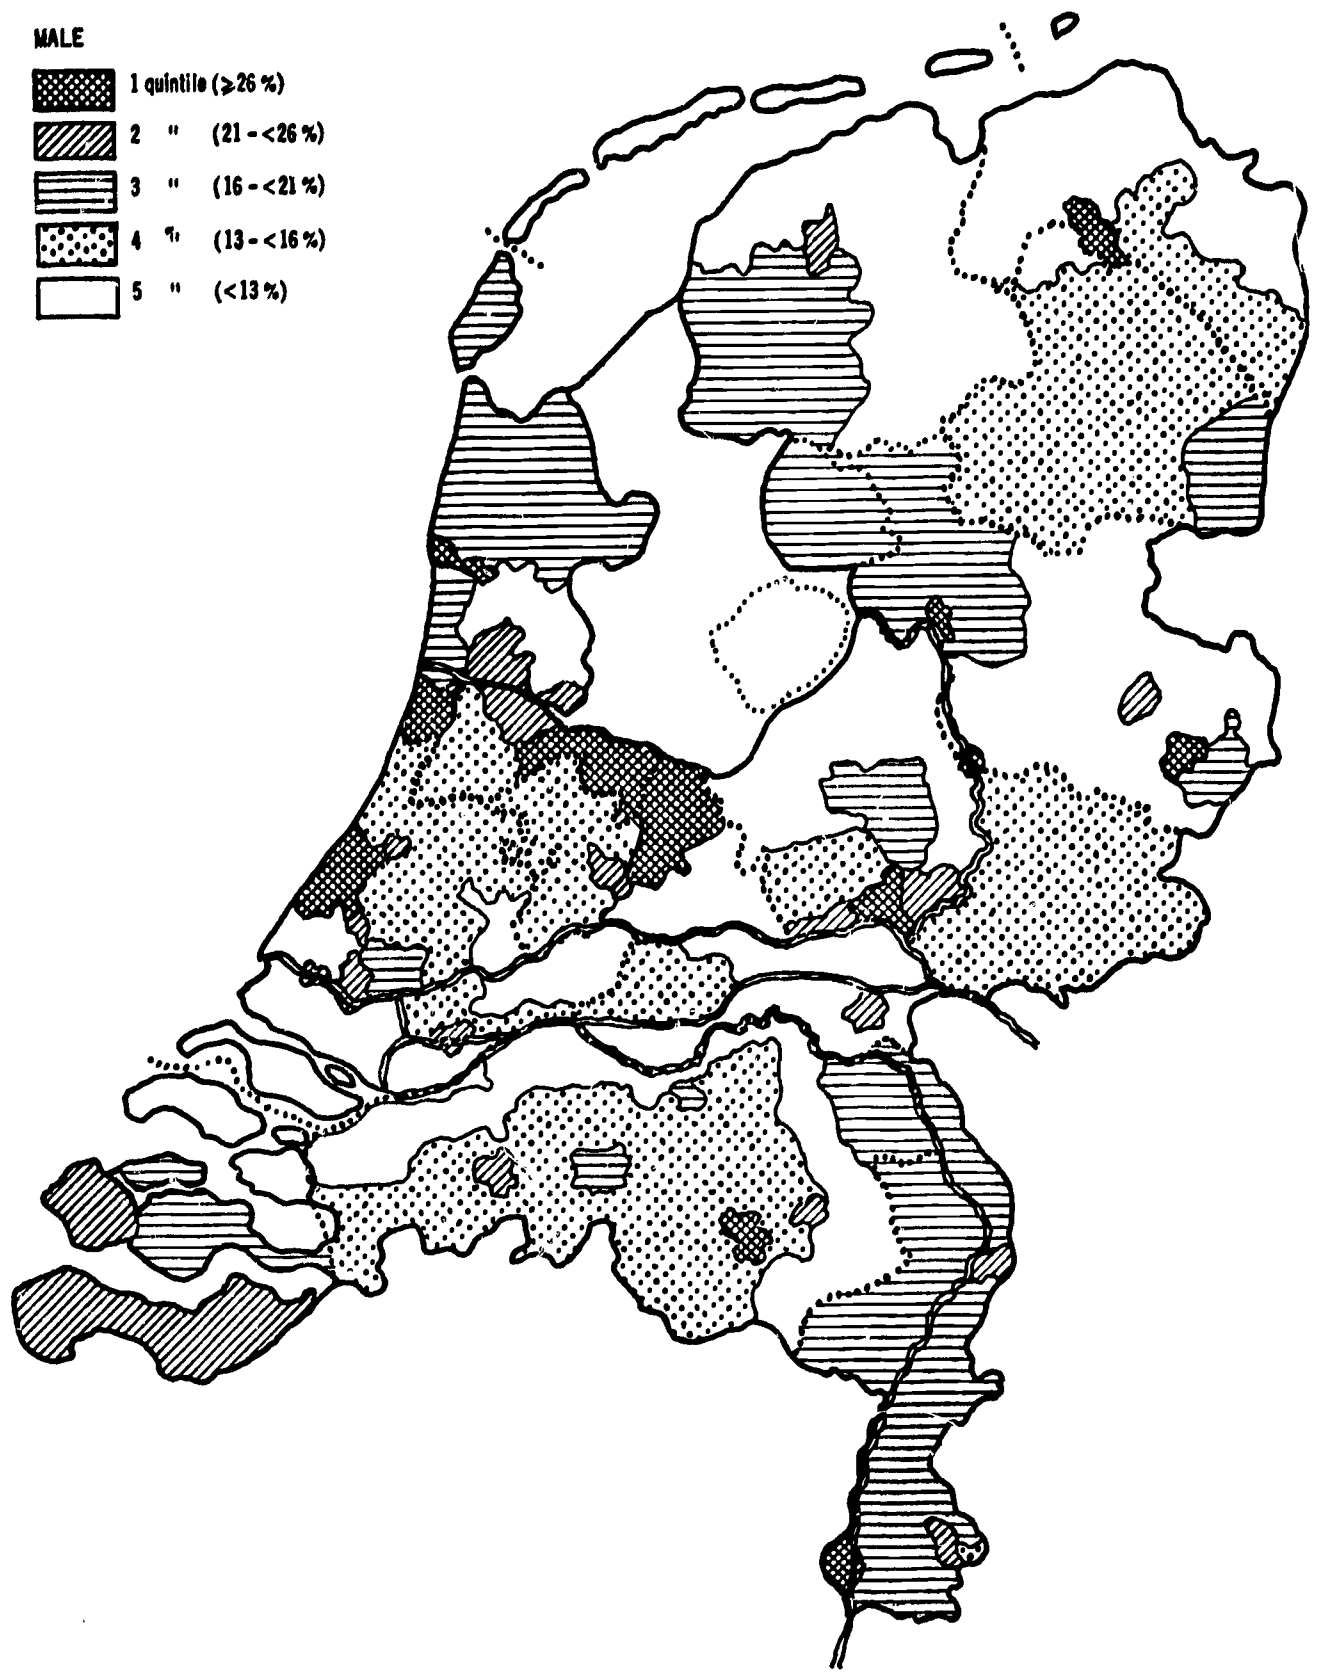 MALE
1 quintile (≥26 %)
2 " (21 - <26 %)
3 " (16 - <21 %)
4 " (13 - <16 %)
5 " (<13 %)